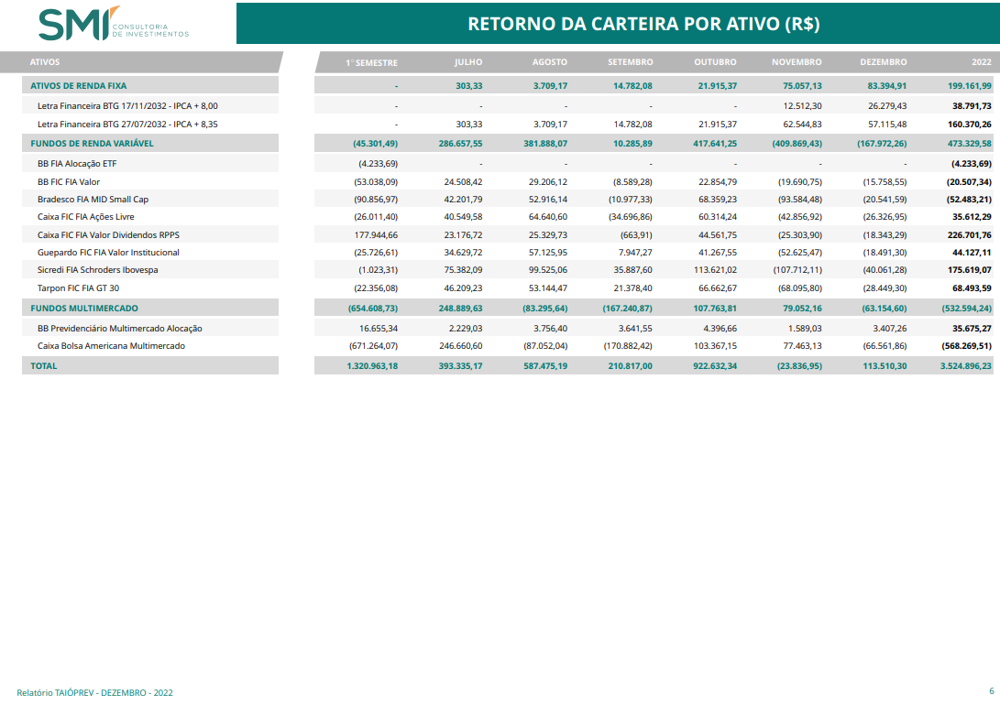 SMI CONSULTORIA DE INVESTIMENTOS
RETORNO DA CARTEIRA POR ATIVO (R$)
ATIVOS 1º SEMESTRE JULHO AGOSTO SETEMBRO OUTUBRO NOVEMBRO DEZEMBRO 2022
ATIVOS DE RENDA FIXA - 303,33 3.709,17 14.782,08 21.915,37 75.057,13 83.394,91 199.161,99
Letra Financeira BTG 17/11/2032 - IPCA + 8,00 - - - - - 12.512,30 26.279,43 38.791,73
Letra Financeira BTG 27/07/2032 - IPCA + 8,35 - 303,33 3.709,17 14.782,08 21.915,37 62.544,83 57.115,48 160.370,26
FUNDOS DE RENDA VARIÁVEL (45.301,49) 286.657,55 381.888,07 10.285,89 417.641,25 (409.869,43) (167.972,26) 473.329,58
BB FIA Alocação ETF (4.233,69) - - - - - - (4.233,69)
BB FIC FIA Valor (53.038,09) 24.508,42 29.206,12 (8.589,28) 22.854,79 (19.690,75) (15.758,55) (20.507,34)
Bradesco FIA MID Small Cap (90.856,97) 42.201,79 52.916,14 (10.977,33) 68.359,23 (93.584,48) (20.541,59) (52.483,21)
Caixa FIC FIA Ações Livre (26.011,40) 40.549,58 64.640,60 (34.696,86) 60.314,24 (42.856,92) (26.326,95) 35.612,29
Caixa FIC FIA Valor Dividendos RPPS 177.944,66 23.176,72 25.329,73 (663,91) 44.561,75 (25.303,90) (18.343,29) 226.701,76
Guepardo FIC FIA Valor Institucional (25.726,61) 34.629,72 57.125,95 7.947,27 41.267,55 (52.625,47) (18.491,30) 44.127,11
Sicredi FIA Schroders Ibovespa (1.023,31) 75.382,09 99.525,06 35.887,60 113.621,02 (107.712,11) (40.061,28) 175.619,07
Tarpon FIC FIA GT 30 (22.356,08) 46.209,23 53.144,47 21.378,40 66.662,67 (68.095,80) (28.449,30) 68.493,59
FUNDOS MULTIMERCADO (654.608,73) 248.889,63 (83.295,64) (167.240,87) 107.763,81 79.052,16 (63.154,60) (532.594,24)
BB Previdenciário Multimercado Alocação 16.655,34 2.229,03 3.756,40 3.641,55 4.396,66 1.589,03 3.407,26 35.675,27
Caixa Bolsa Americana Multimercado (671.264,07) 246.660,60 (87.052,04) (170.882,42) 103.367,15 77.463,13 (66.561,86) (568.269,51)
TOTAL 1.320.963,18 393.335,17 587.475,19 210.817,00 922.632,34 (23.836,95) 113.510,30 3.524.896,23
Relatório TAIÓPREV - DEZEMBRO - 2022 6